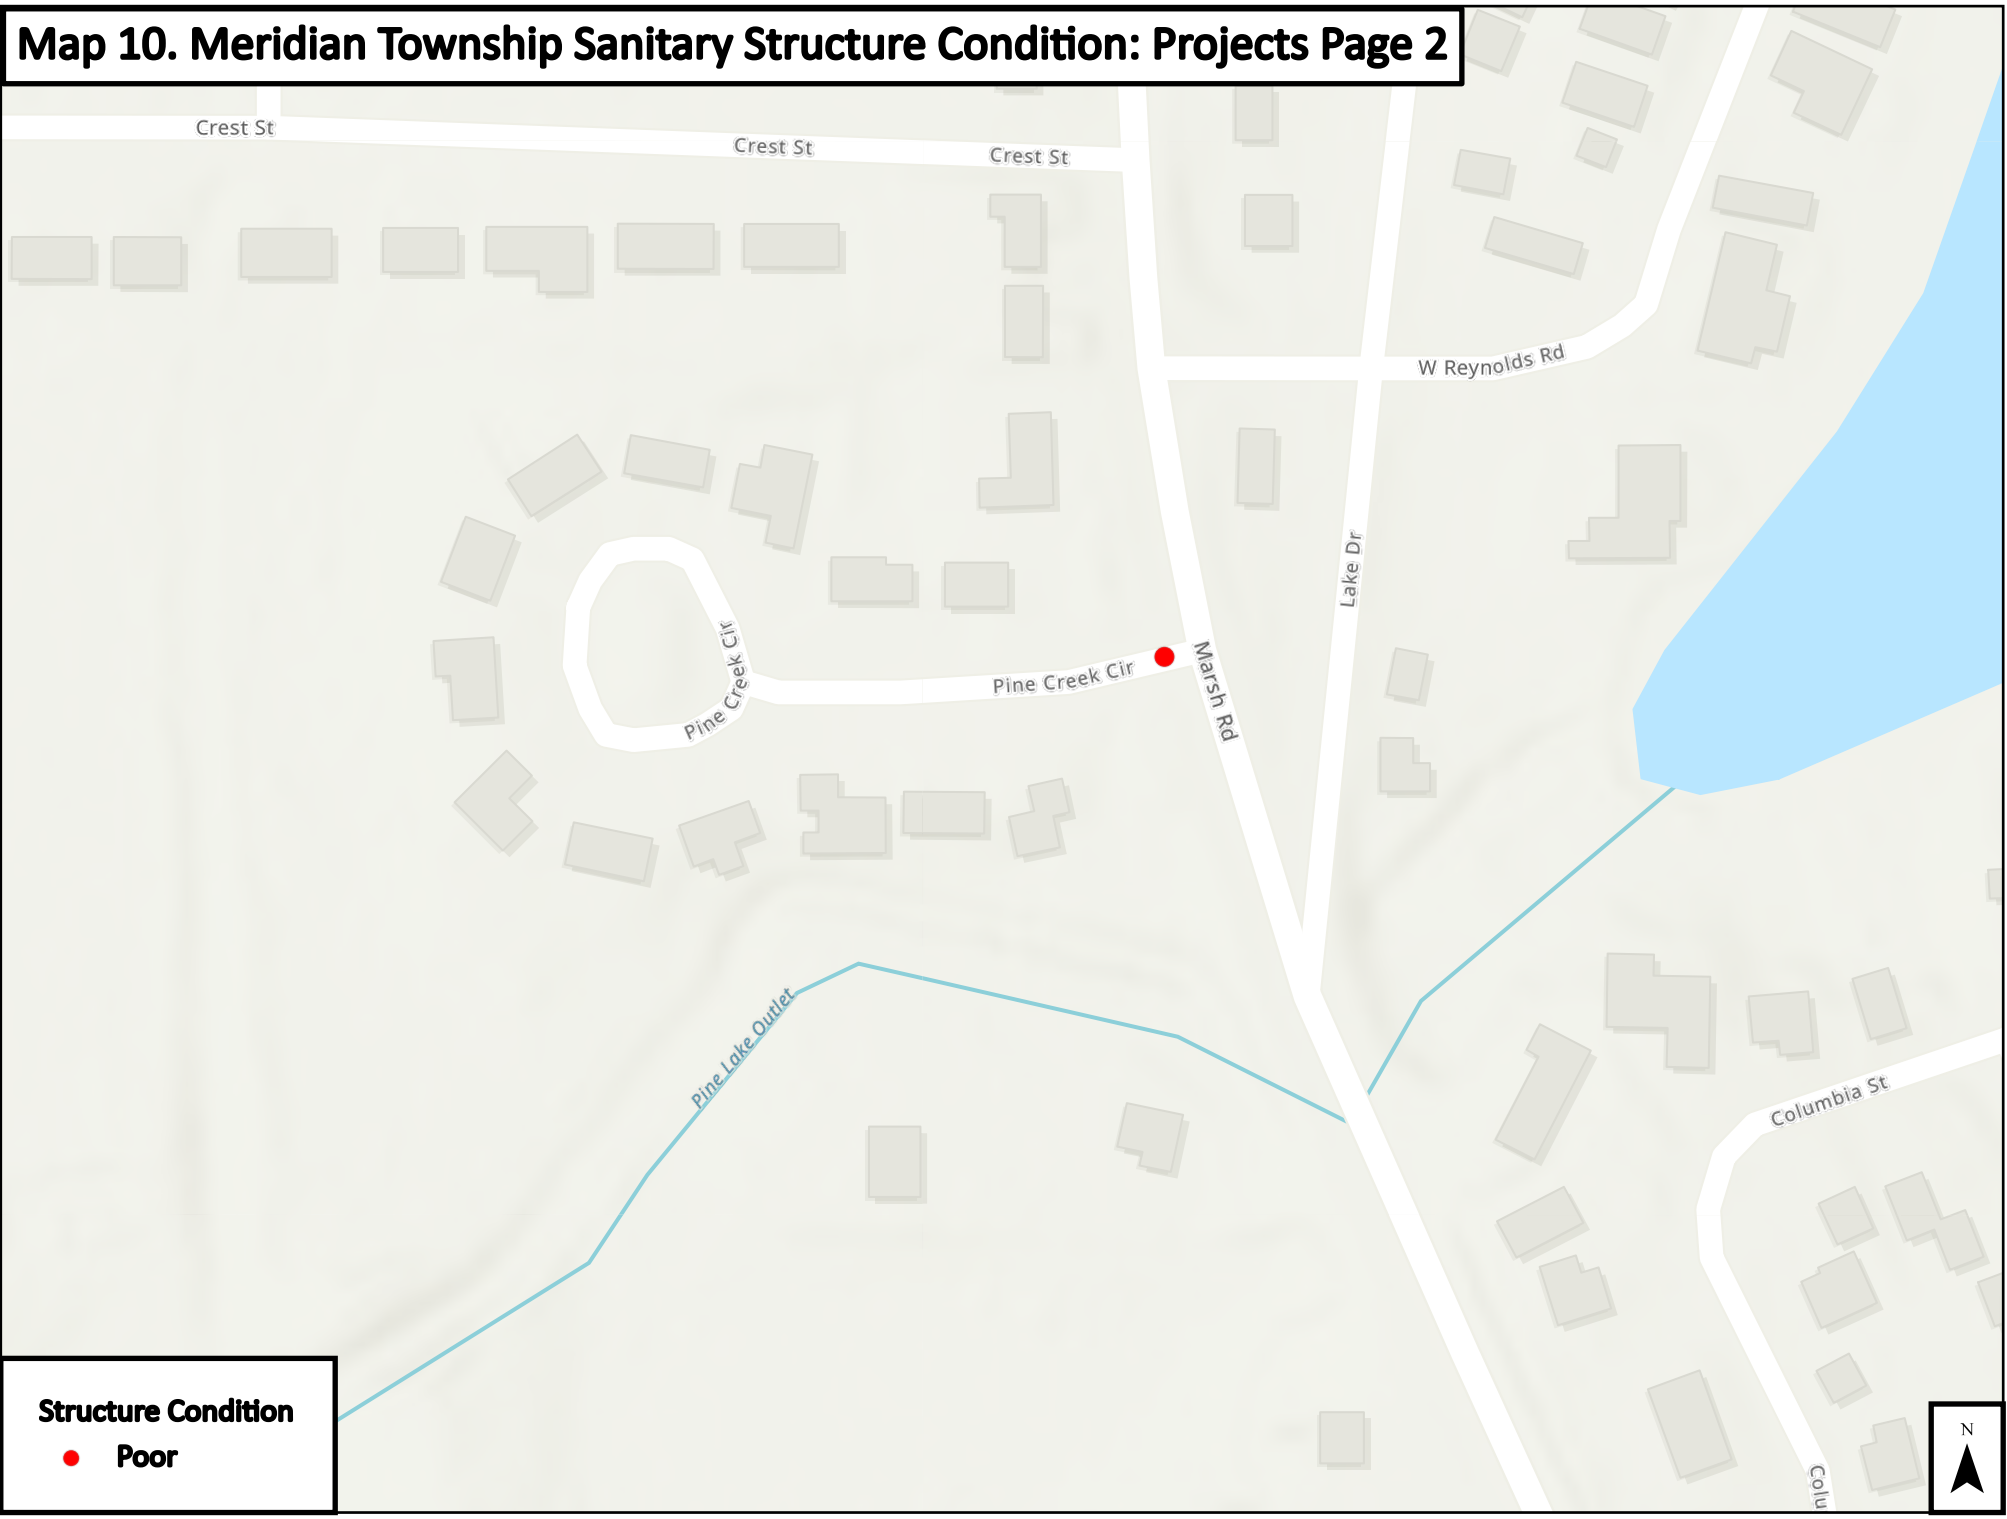 Map 10. Meridian Township Sanitary Structure Condition: Projects Page 2
Crest St
Crest St
Crest St
W Reynolds Rd
Lake Dr
Pine Creek Cir
Pine Creek Cir
Marsh Rd
Pine Lake Outlet
Columbia St
Colu
Structure Condition
Poor
N